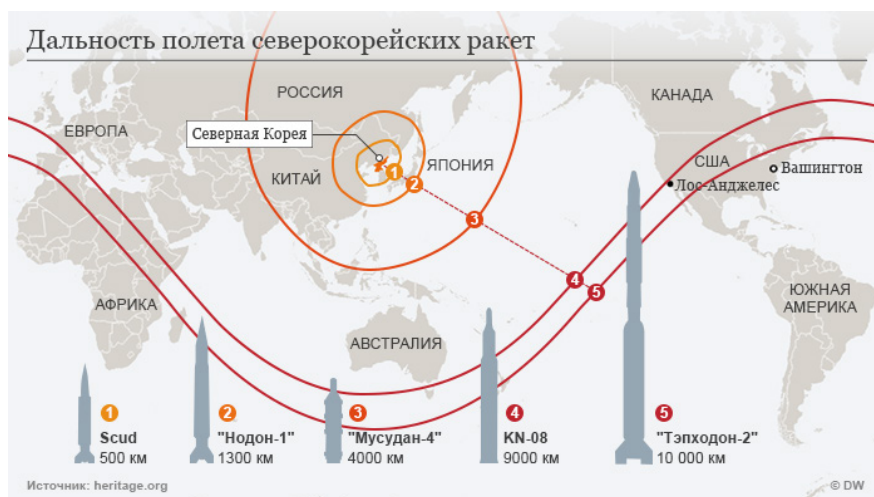 Дальность полета северокорейских ракет
РОССИЯ
КАНАДА
ЕВРОПА
Северная Корея
КИТАЙ
ЯПОНИЯ
США
Вашингтон
Лос-Анджелес
1
2
3
4
5
АФРИКА
ЮЖНАЯ
АМЕРИКА
АВСТРАЛИЯ
1
Scud
500 км
2
"Нодон-1"
1300 км
3
"Мусудан-4"
4000 км
4
KN-08
9000 км
5
"Тэпходон-2"
10 000 км
Источник: heritage.org
© DW